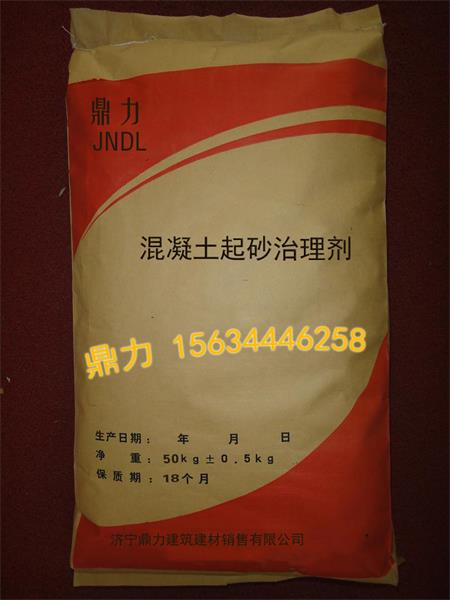 鼎力
JNDL
混凝土起砂治理剂
鼎力 15634446258
生产日期： 年 月 日
净 重：50kg±0.5kg
保质期：18个月
济宁鼎力建筑建材销售有限公司